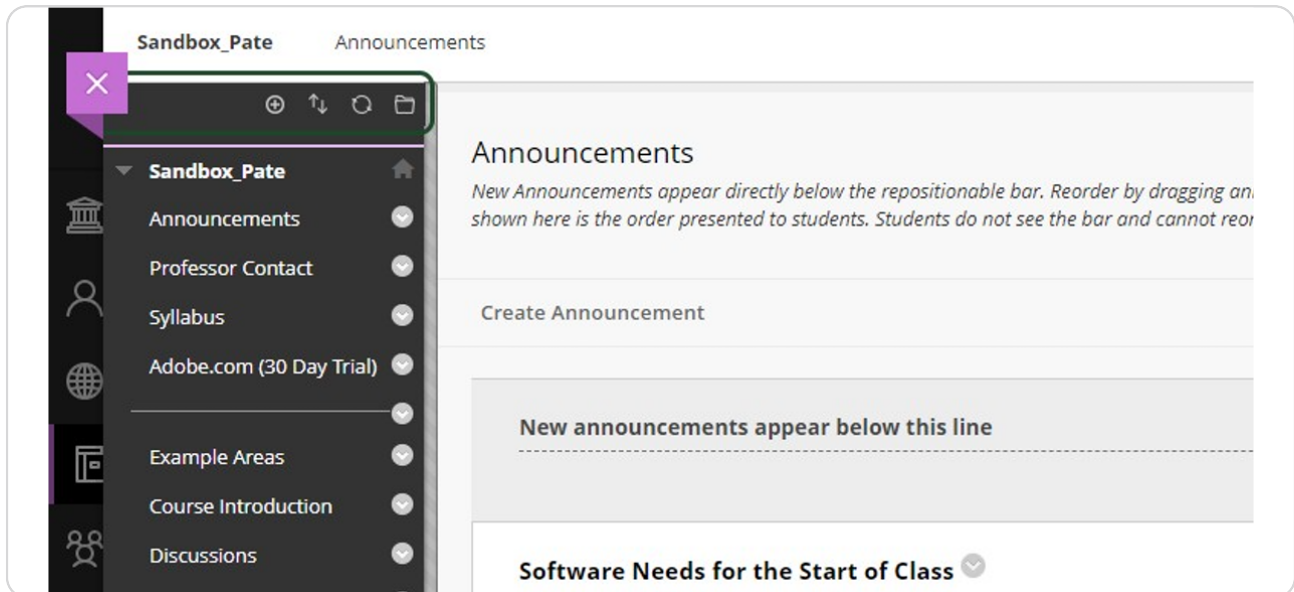 Sandbox_Pate Announcements
Sandbox_Pate
Announcements
Professor Contact
Syllabus
Adobe.com (30 Day Trial)
Example Areas
Course Introduction
Discussions
Announcements
New Announcements appear directly below the repositionable bar. Reorder by dragging
shown here is the order presented to students. Students do not see the bar and cannot
Create Announcement
New announcements appear below this line
Software Needs for the Start of Class